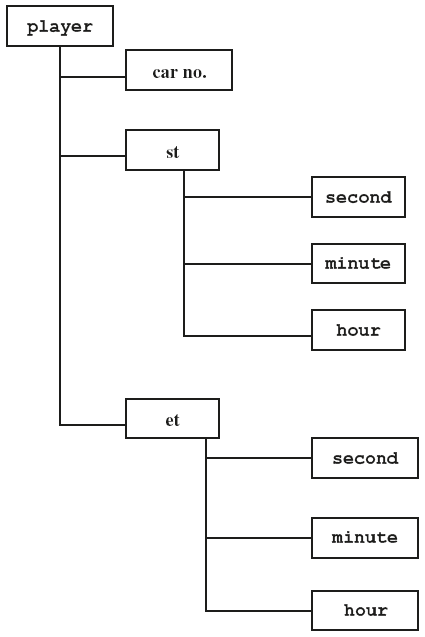 player
car no.
st
second
minute
hour
et
second
minute
hour